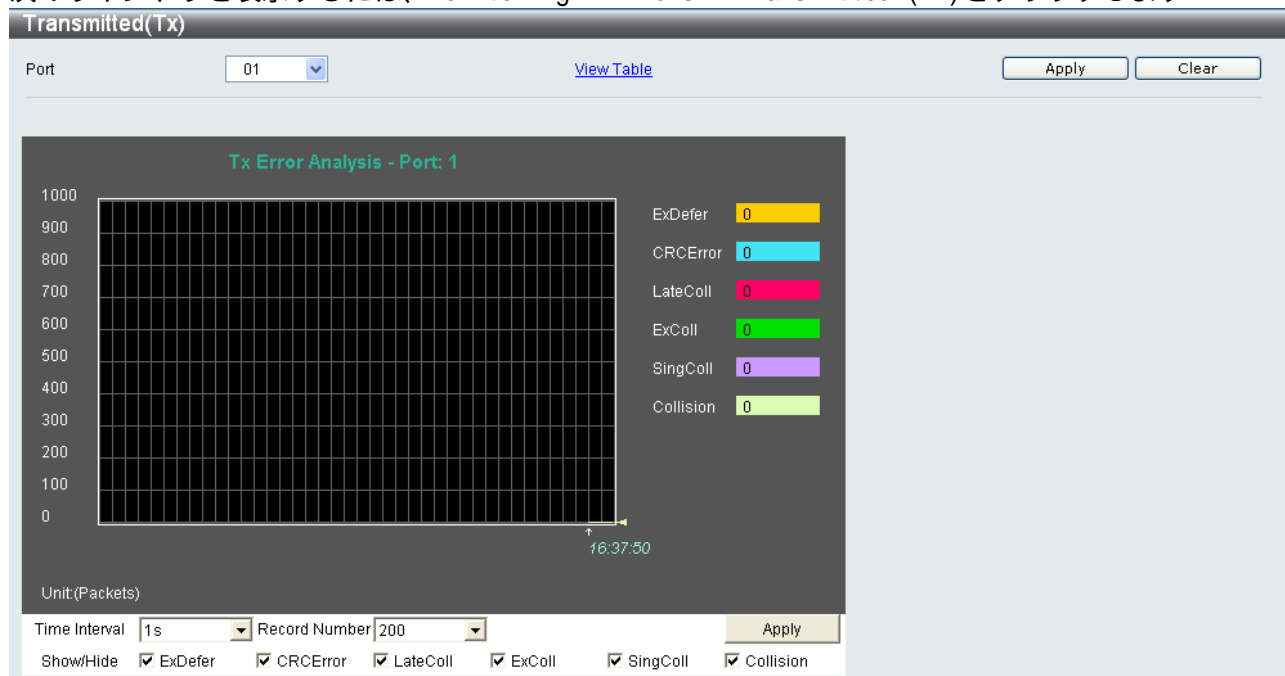 Transmitted(Tx)
Port 01 View Table Apply Clear
Tx Error Analysis - Port: 1
1000
900
800
700
600
500
400
300
200
100
0
ExDefer 0
CRCError 0
LateColl 0
ExColl 0
SingColl 0
Collision 0
16:37:50
Unit:(Packets)
Time Interval 1s Record Number 200 Apply
Show/Hide ExDefer CRCError LateColl ExColl SingColl Collision